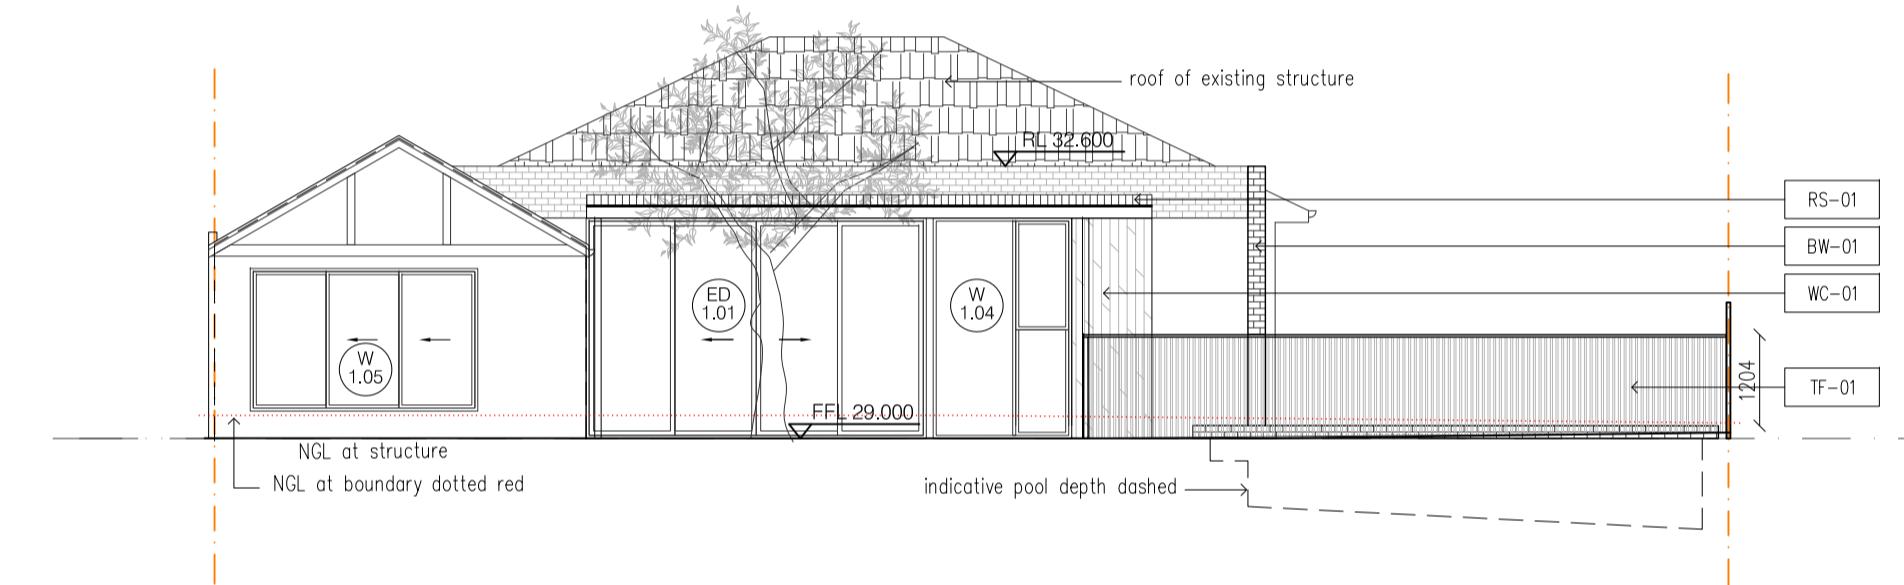 roof of existing structure
RL 32.600
RS-01
BW-01
WC-01
ED
1.01
W
1.04
W
1.05
1204
TF-01
FFL 29.000
NGL at structure
NGL at boundary dotted red
indicative pool depth dashed